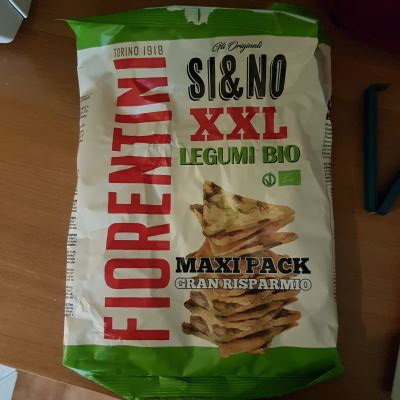 TORINO 1918
FIORENTINI
Gli Originali
SI&NO
XXL
LEGUMI BIO
MAXI PACK
GRAN RISPARMIO